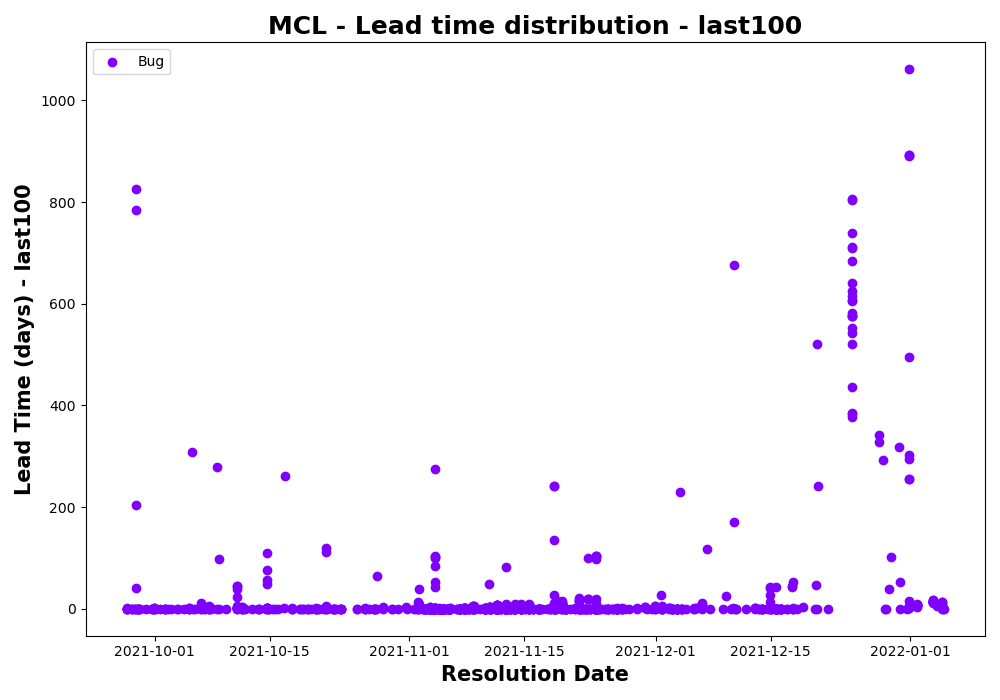 MCL - Lead time distribution - last100
Bug
Lead Time (days) - last100
1000
800
600
400
200
0
2021-10-01 2021-10-15 2021-11-01 2021-11-15 2021-12-01 2021-12-15 2022-01-01
Resolution Date